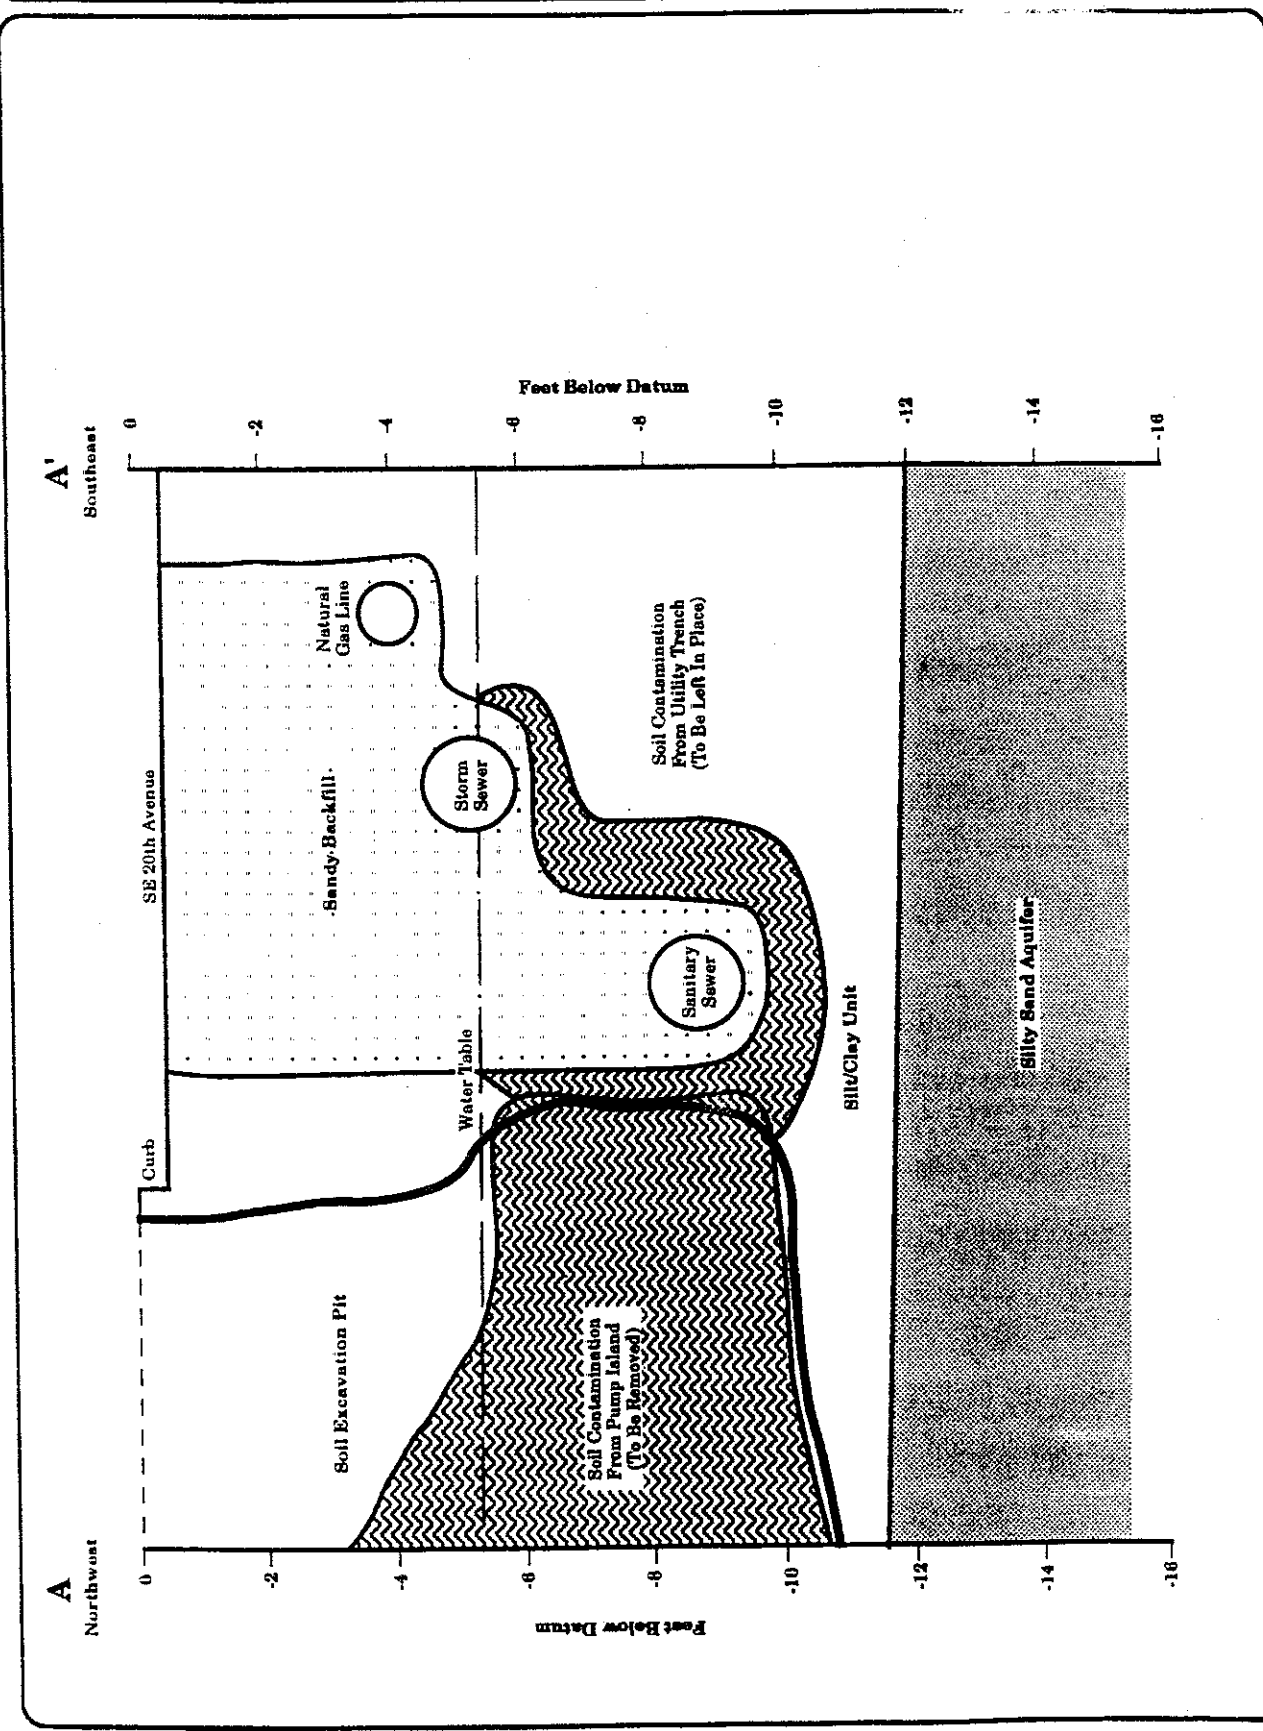 A
Northwest
A'
Southeast
0
-2
-4
-6
-8
-10
-12
-14
-16
Feet Below Datum
0
-2
-4
-6
-8
-10
-12
-14
-16
Feet Below Datum
Curb
SE 20th Avenue
Soil Excavation Pit
Sandy Backfill
Natural
Gas Line
Water Table
Storm
Sewer
Sanitary
Sewer
Soil Contamination
From Pump Island
(To Be Removed)
Soil Contamination
From Utility Trench
(To Be Left In Place)
Silt/Clay Unit
Silty Sand Aquifer